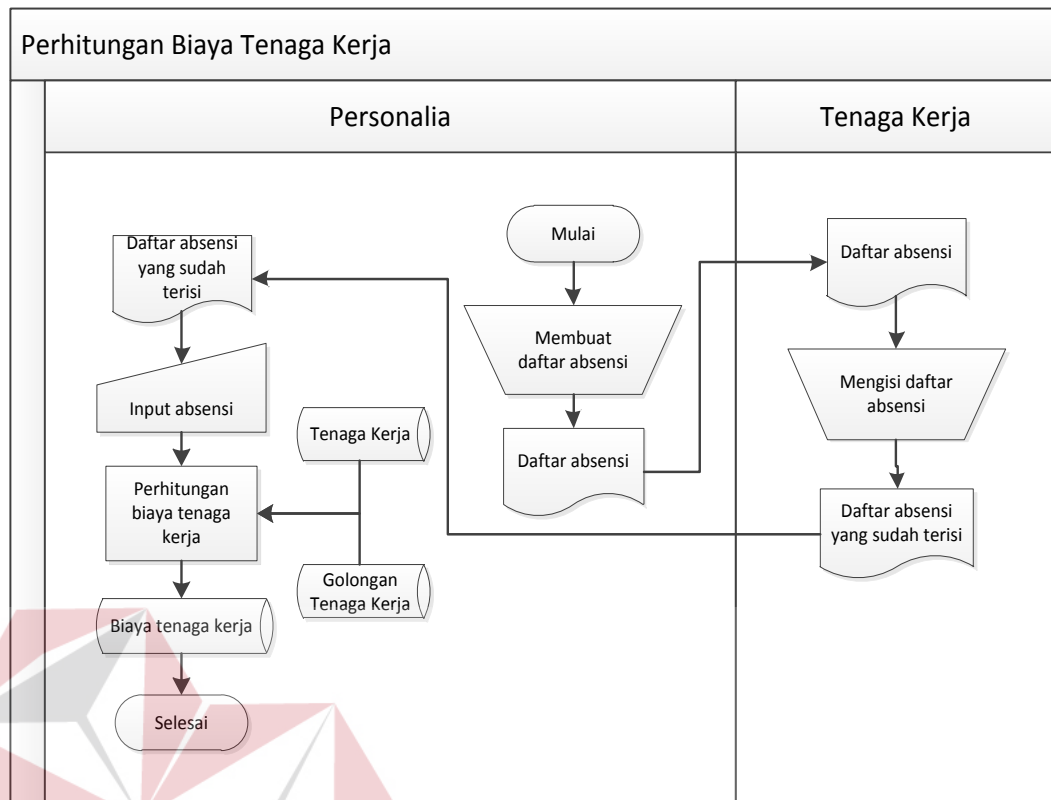 Perhitungan Biaya Tenaga Kerja
Personalia
Tenaga Kerja
Mulai
Membuat
daftar absensi
Daftar absensi
Daftar absensi
Mengisi daftar
absensi
Daftar absensi
yang sudah terisi
Daftar absensi
yang sudah
terisi
Input absensi
Tenaga Kerja
Golongan
Tenaga Kerja
Perhitungan
biaya tenaga
kerja
Biaya tenaga kerja
Selesai